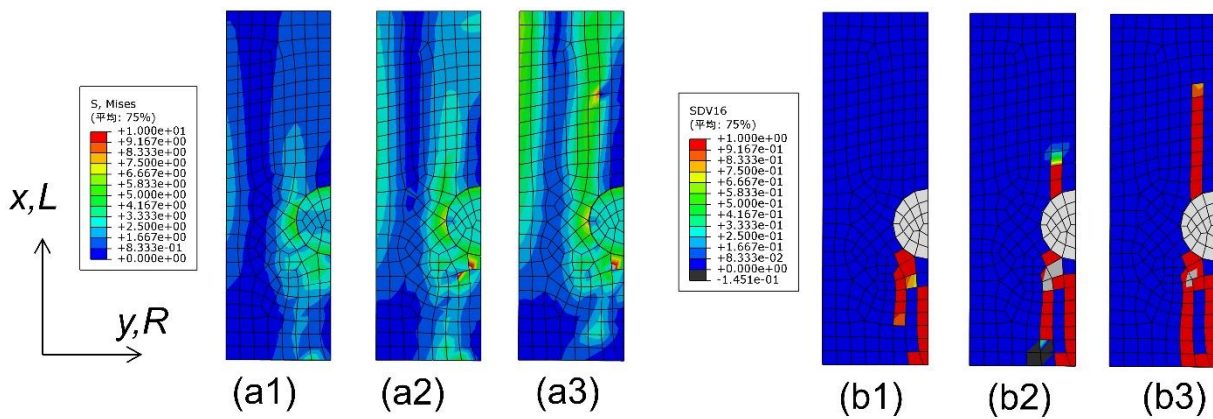 S, Mises
(平均: 75%)
+1.000e+01
+9.167e+00
+8.333e+00
+7.500e+00
+6.667e+00
+5.833e+00
+5.000e+00
+4.167e+00
+3.333e+00
+2.500e+00
+1.667e+00
+8.333e-01
+0.000e+00
x,L
y,R
(a1)
(a2)
(a3)
SDV16
(平均: 75%)
+1.000e+00
+9.167e-01
+8.333e-01
+7.500e-01
+6.667e-01
+5.833e-01
+5.000e-01
+4.167e-01
+3.333e-01
+2.500e-01
+1.667e-01
+8.333e-02
+0.000e+00
-1.451e-01
(b1)
(b2)
(b3)